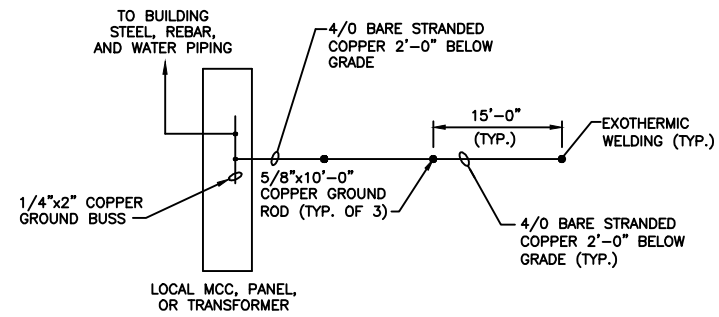 TO BUILDING
STEEL, REBAR,
AND WATER PIPING
4/0 BARE STRANDED
COPPER 2'-0" BELOW
GRADE
15'-0"
(TYP.)
EXOTHERMIC
WELDING (TYP.)
5/8"x10'-0"
COPPER GROUND
ROD (TYP. OF 3)
1/4"x2" COPPER
GROUND BUSS
4/0 BARE STRANDED
COPPER 2'-0" BELOW
GRADE (TYP.)
LOCAL MCC, PANEL,
OR TRANSFORMER